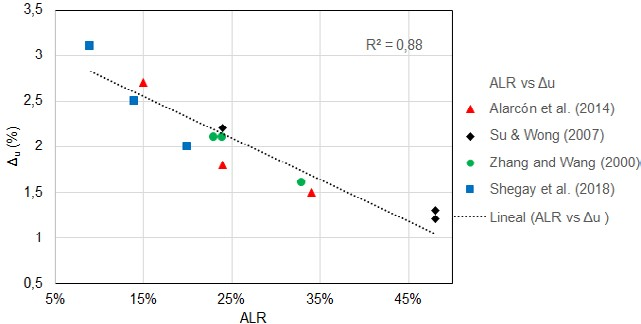 3,5
3
2,5
2
1,5
1
0,5
Δu (%)
5%
15%
25%
35%
45%
ALR
R² = 0,88
ALR vs Δu
Alarcón et al. (2014)
Su & Wong (2007)
Zhang and Wang (2000)
Shegay et al. (2018)
Lineal (ALR vs Δu )